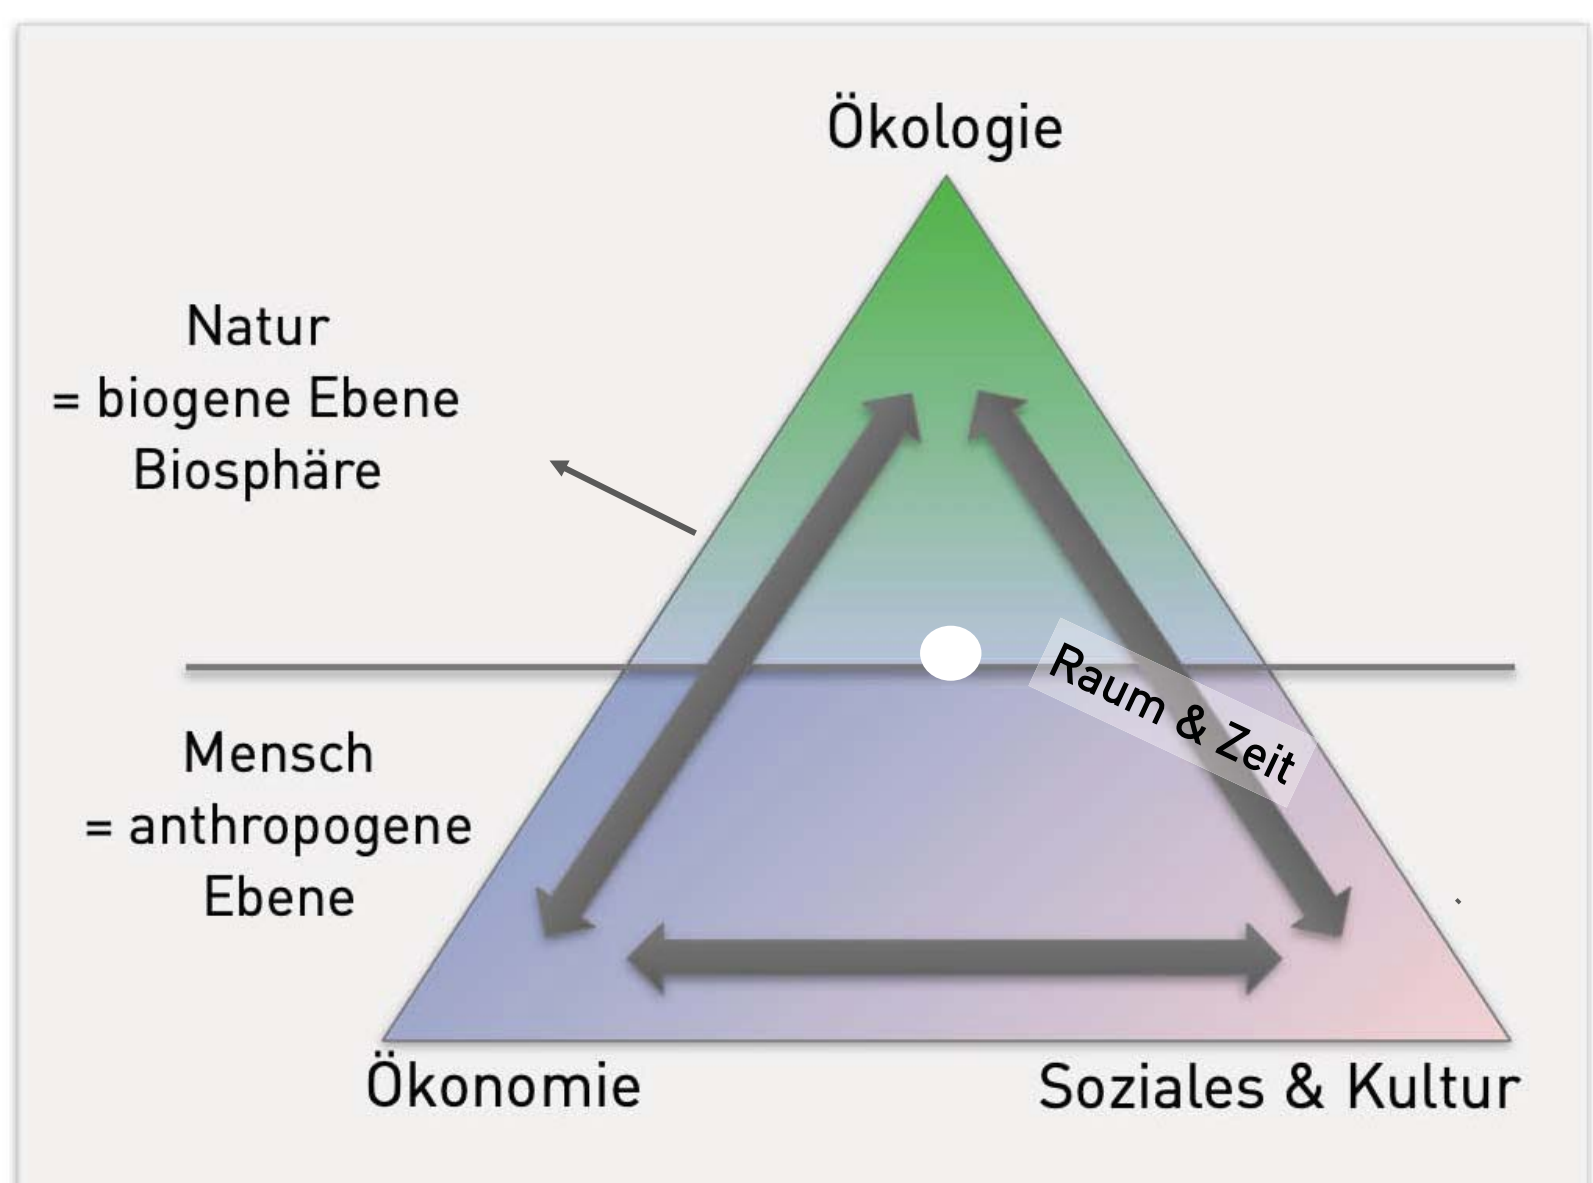 Ökologie
Natur
= biogene Ebene
Biosphäre
Raum & Zeit
Mensch
= anthropogene
Ebene
Ökonomie
Soziales & Kultur